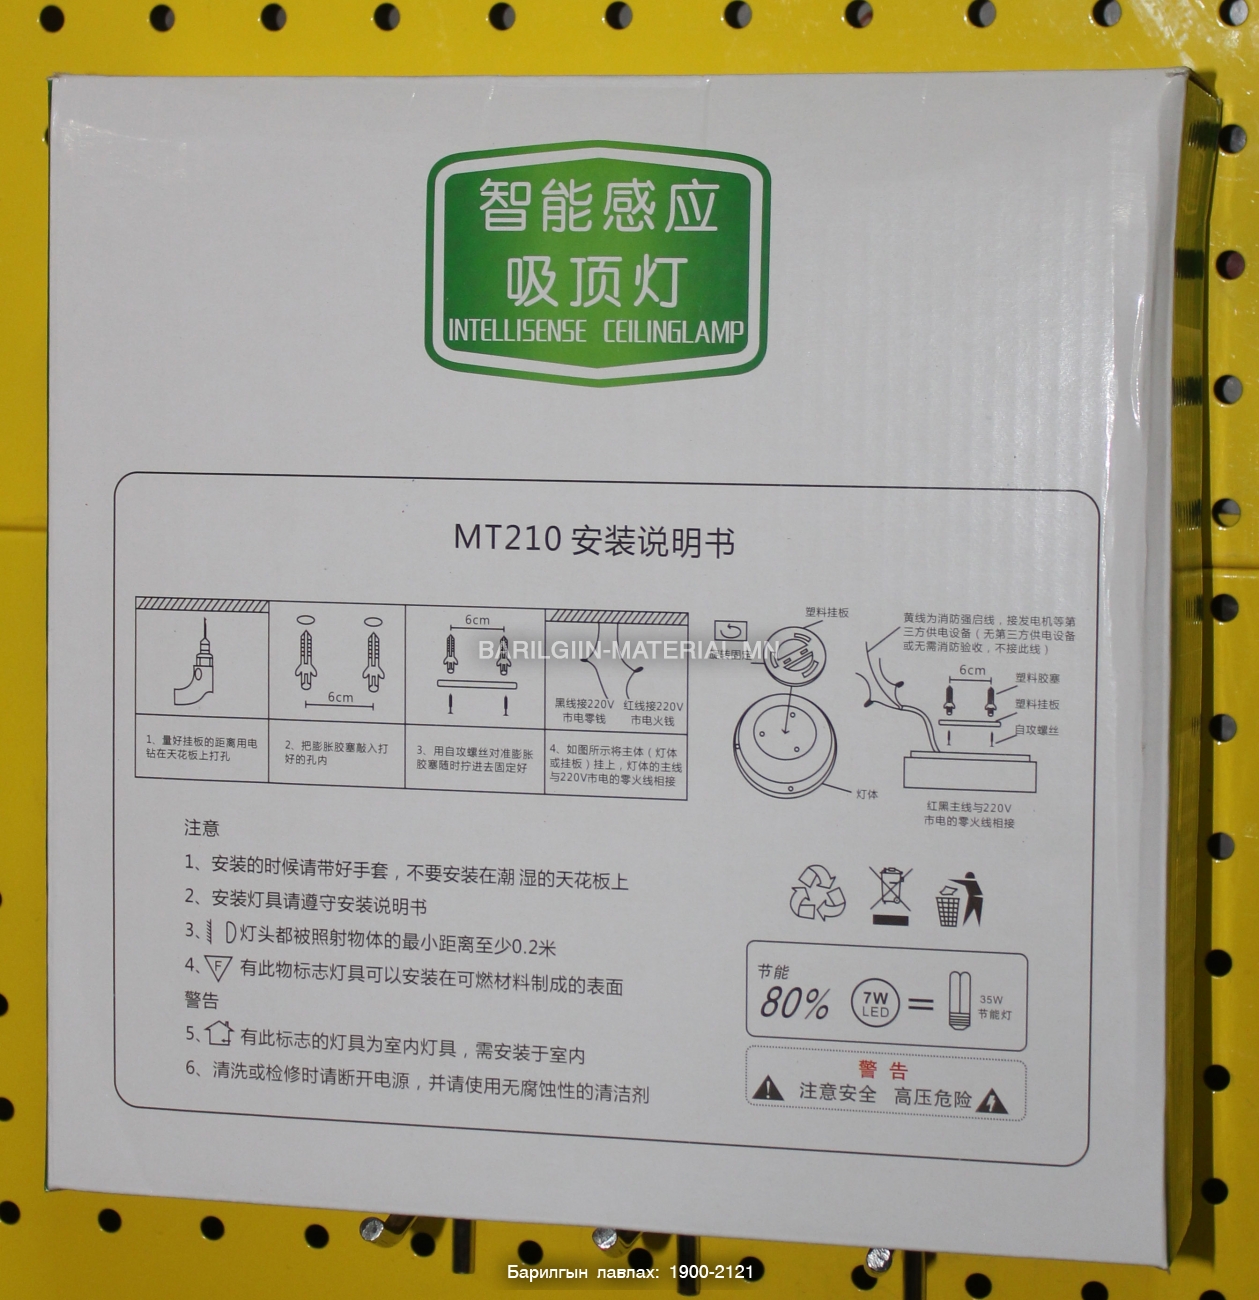 智能感应
吸顶灯
INTELLISENSE CEILINGLAMP
MT210 安装说明书
6cm
1、量好挂板的距离用电
钻在天花板上打孔
6cm
2、把膨胀胶塞敲入打
好的孔内
3、用自攻螺丝对准膨胀
胶塞随时拧进去固定好
黑线接220V
市电零钱
红线接220V
市电火钱
4、如图所示将主体（灯体
或挂板）挂上，灯体的主线
与220V市电的零火线相接
塑料挂板
旋转固定
灯体
黄线为消防强启线，接发电机等第
三方供电设备（无第三方供电设备
或无需消防验收，不接此线）
6cm
塑料胶塞
塑料挂板
自攻螺丝
红黑主线与220V
市电的零火线相接
BARILGIIN-MATERIAL.MN
注意
1、安装的时候请带好手套，不要安装在潮 湿的天花板上
2、安装灯具请遵守安装说明书
3、灯头都被照射物体的最小距离至少0.2米
4、F 有此物标志灯具可以安装在可燃材料制成的表面
警告
5、有此标志的灯具为室内灯具，需安装于室内
6、清洗或检修时请断开电源，并请使用无腐蚀性的清洁剂
节能
80%
7W
LED
=
35W
节能灯
警 告
注意安全 高压危险
Барилгын лавлах: 1900-2121